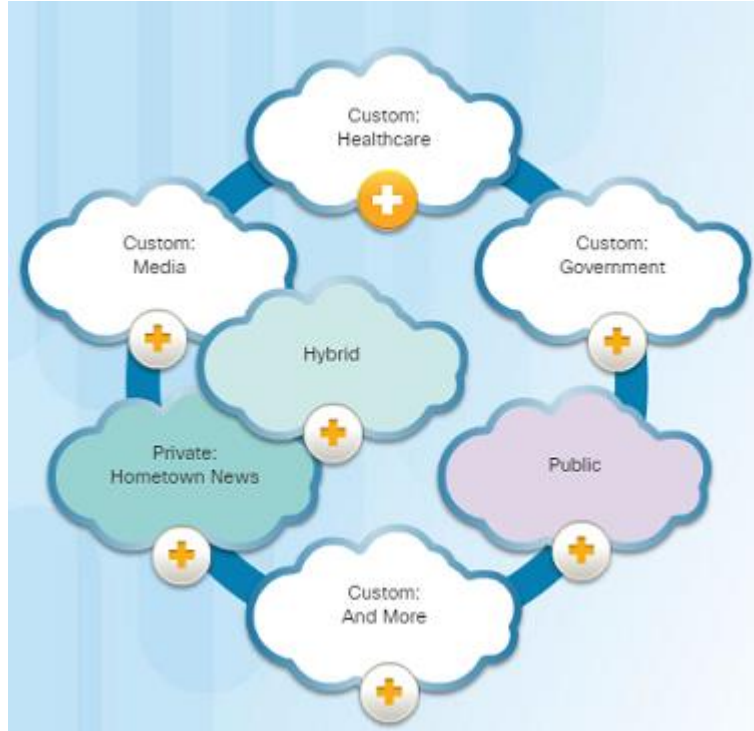 Custom:
Healthcare
Custom:
Media
Custom:
Government
Hybrid
Private:
Hometown News
Public
Custom:
And More